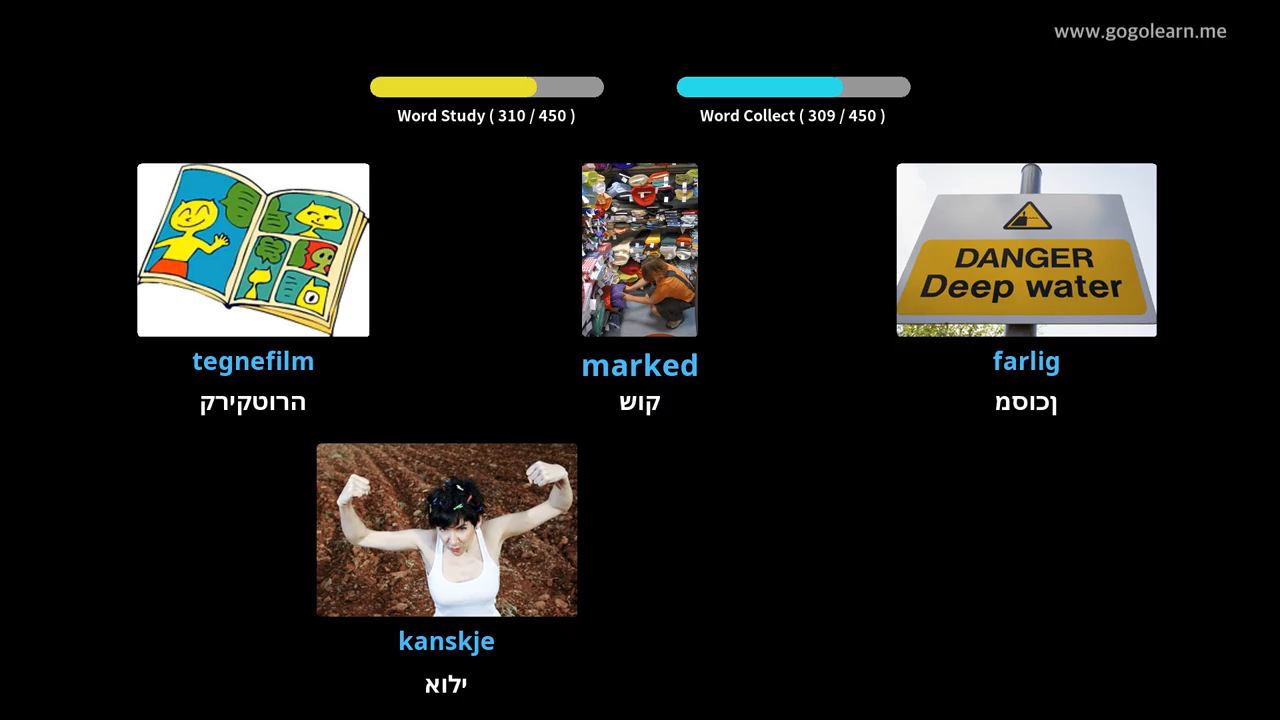 www.gogolearn.me
Word Study ( 310 / 450 )
Word Collect ( 309 / 450 )
DANGER
Deep water
tegnefilm
הרוטקירק
marked
קוש
farlig
ןכוסמ
kanskje
ילוא